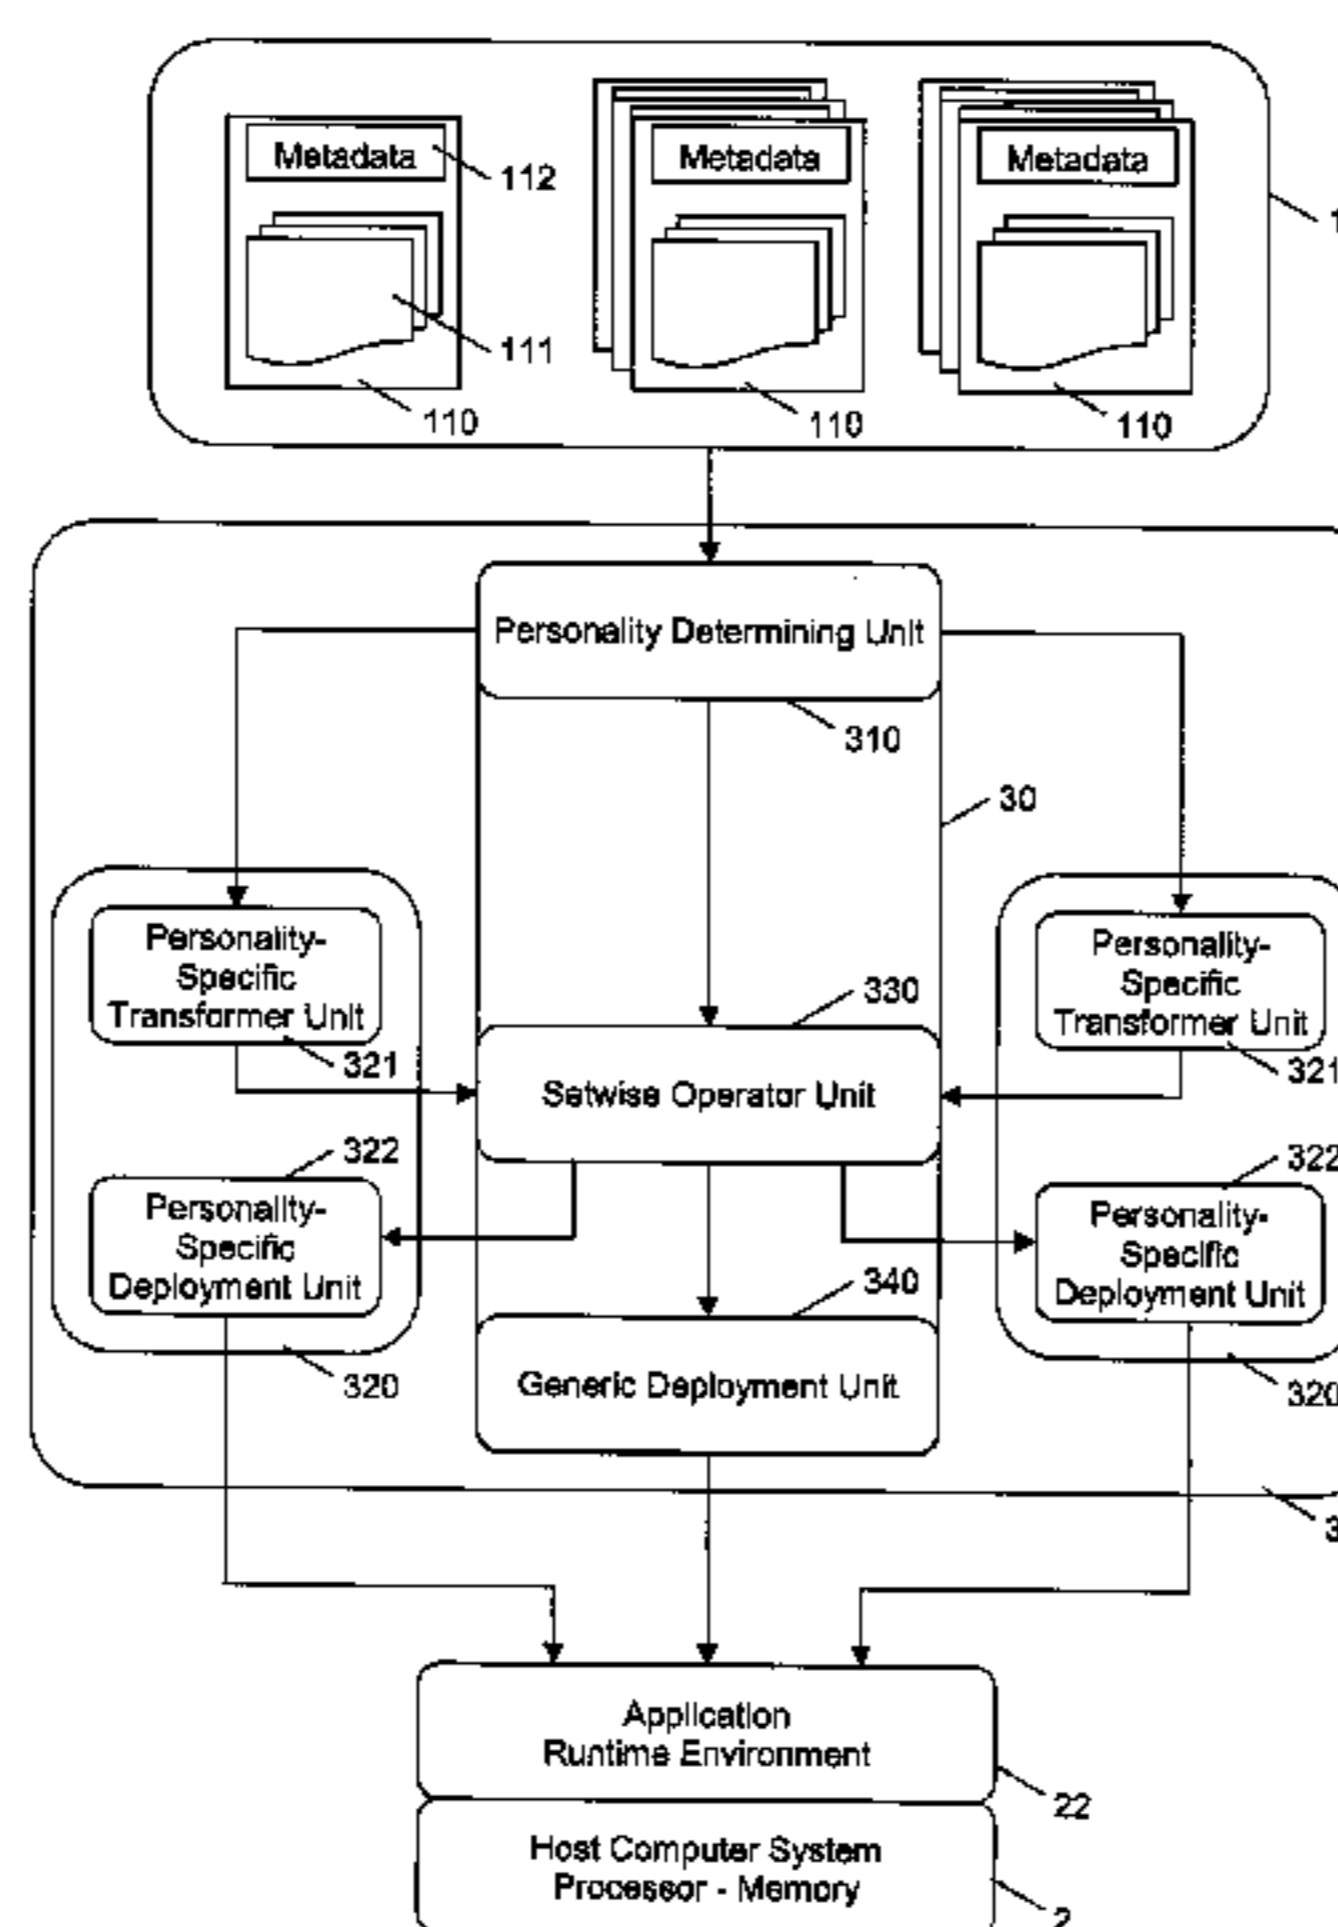 Metadata
Metadata
Metadata
112
111
110
110
110
Personality Determining Unit
310
30
Personality-
Specific
Transformer Unit
321
Personality-
Specific
Transformer Unit
321
330
Setwise Operator Unit
322
Personality-
Specific
Deployment Unit
322
Personality-
Specific
Deployment Unit
340
Generic Deployment Unit
320
320
Application
Runtime Environment
22
Host Computer System
Processor - Memory